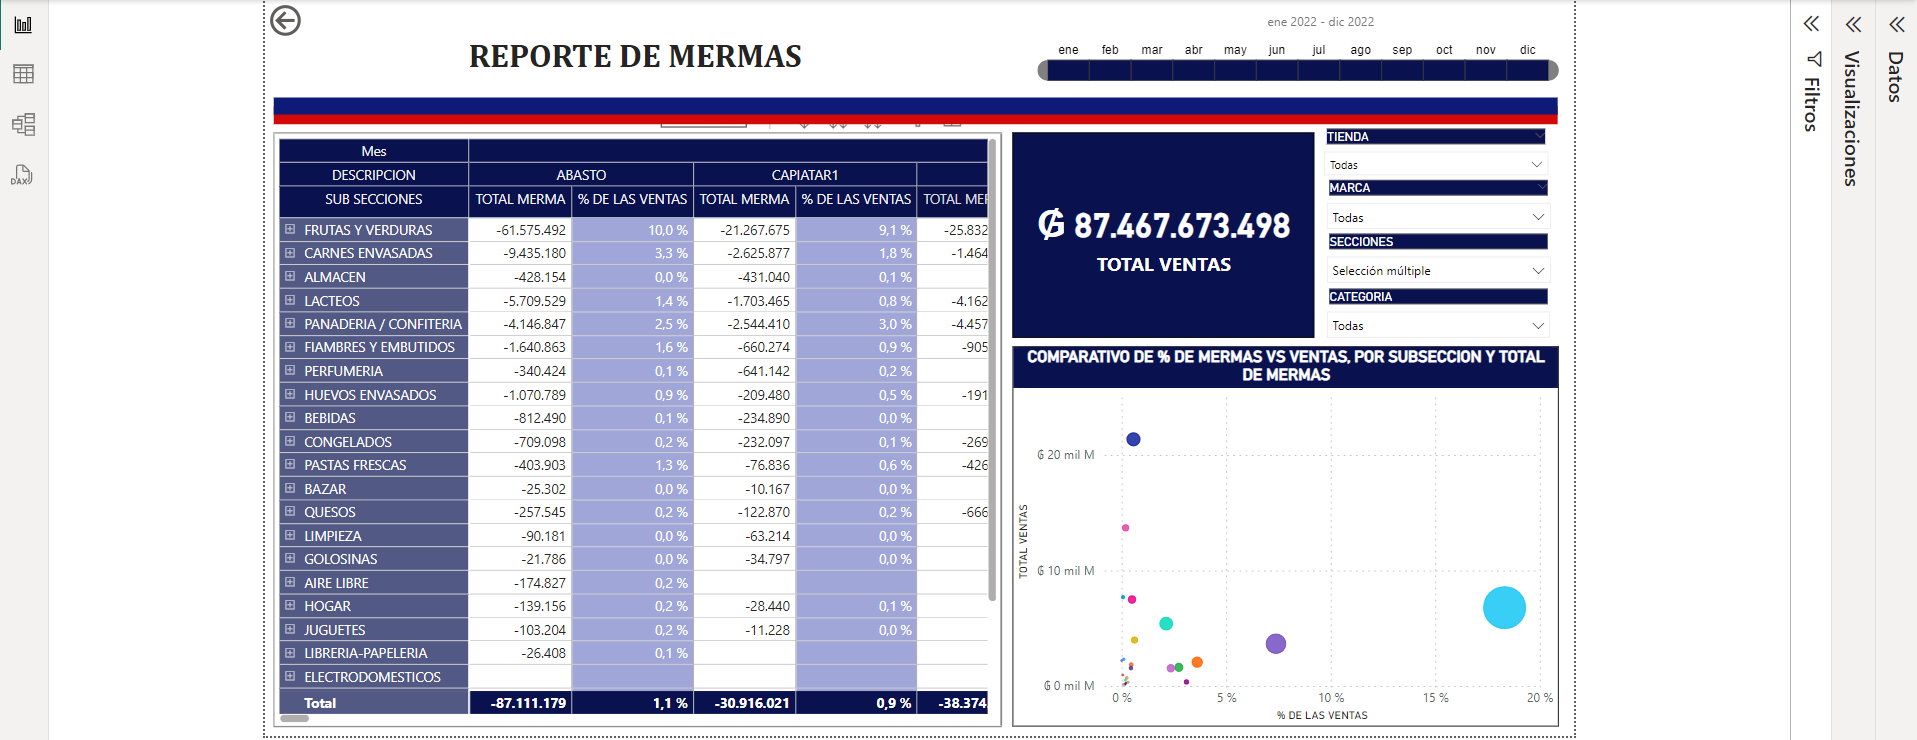 ene 2022 - dic 2022
REPORTE DE MERMAS
ene feb mar abr may jun jul ago sep oct nov dic
Mes
DESCRIPCION ABASTO CAPIATAR1
SUB SECCIONES TOTAL MERMA % DE LAS VENTAS TOTAL MERMA % DE LAS VENTAS TOTAL MER
FRUTAS Y VERDURAS -61.575.492 10,0 % -21.267.675 9,1 % -25.832
CARNES ENVASADAS -9.435.180 3,3 % -2.625.877 1,8 % -1.464
ALMACEN -428.154 0,0 % -431.040 0,1 %
LACTEOS -5.709.529 1,4 % -1.703.465 0,8 % -4.162
PANADERIA / CONFITERIA -4.146.847 2,5 % -2.544.410 3,0 % -4.457
FIAMBRES Y EMBUTIDOS -1.640.863 1,6 % -660.274 0,9 % -905
PERFUMERIA -340.424 0,1 % -641.142 0,2 %
HUEVOS ENVASADOS -1.070.789 0,9 % -209.480 0,5 % -191
BEBIDAS -812.490 0,1 % -234.890 0,0 %
CONGELADOS -709.098 0,2 % -232.097 0,1 % -269
PASTAS FRESCAS -403.903 1,3 % -76.836 0,6 % -426
BAZAR -25.302 0,0 % -10.167 0,0 %
QUESOS -257.545 0,2 % -122.870 0,2 % -666
LIMPIEZA -90.181 0,0 % -63.214 0,0 %
GOLOSINAS -21.786 0,0 % -34.797 0,0 %
AIRE LIBRE -174.827 0,2 %
HOGAR -139.156 0,2 % -28.440 0,1 %
JUGUETES -103.204 0,2 % -11.228 0,0 %
LIBRERIA-PAPELERIA -26.408 0,1 %
ELECTRODOMESTICOS
Total -87.111.179 1,1 % -30.916.021 0,9 % -38.374
₲ 87.467.673.498
TOTAL VENTAS
TIENDA
Todas
MARCA
Todas
SECCIONES
Selección múltiple
CATEGORIA
Todas
COMPARATIVO DE % DE MERMAS VS VENTAS, POR SUBSECCION Y TOTAL
DE MERMAS
TOTAL VENTAS
₲ 20 mil M
₲ 10 mil M
₲ 0 mil M
0 % 5 % 10 % 15 % 20 %
% DE LAS VENTAS
Filtros
Visualizaciones
Datos
DAX